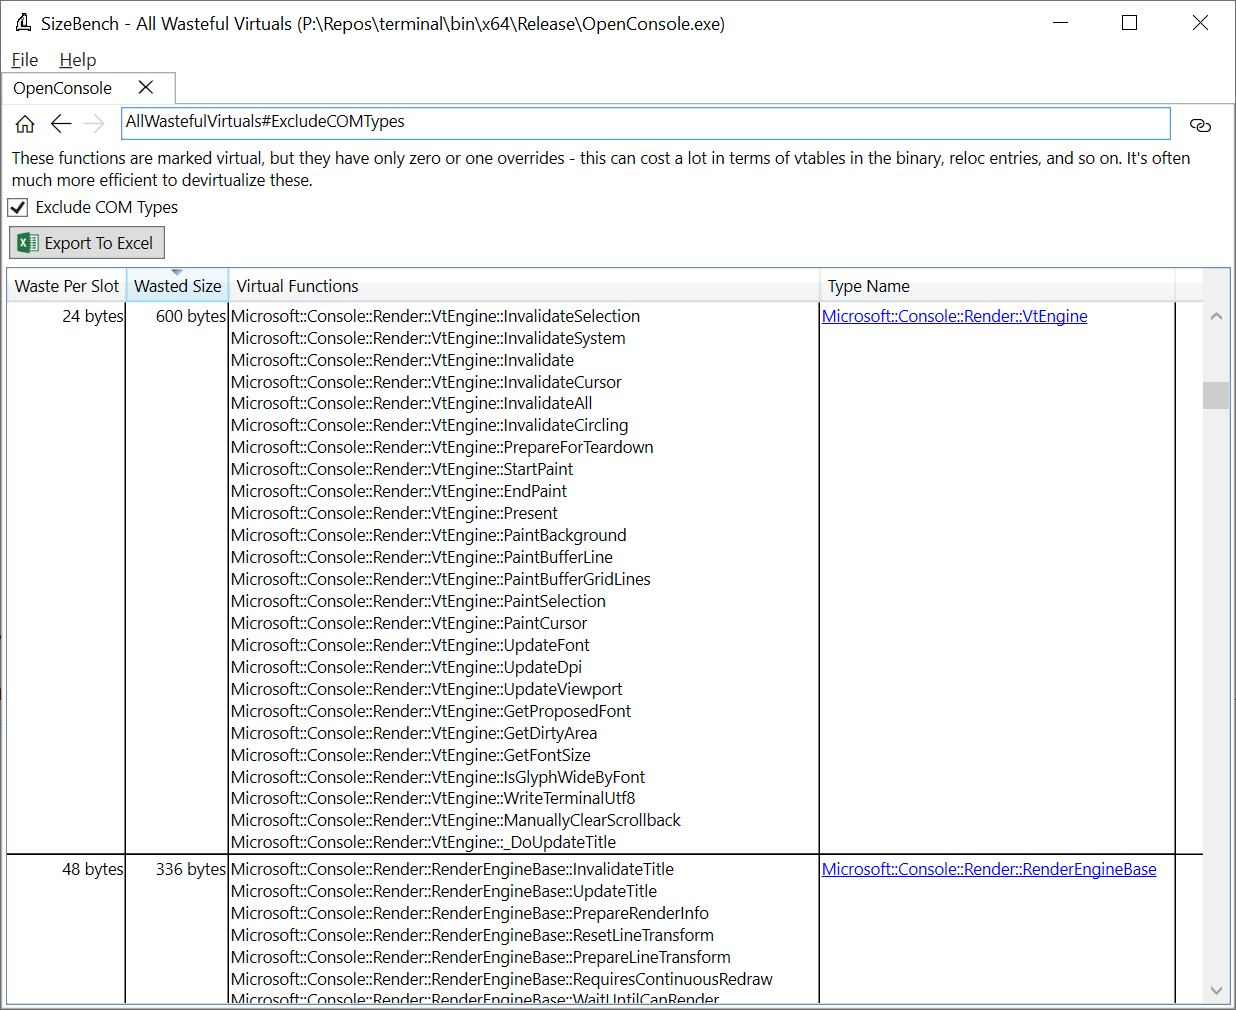 SizeBench - All Wasteful Virtuals (P:\Repos\terminal\bin\x64\Release\OpenConsole.exe)
File Help
OpenConsole
AllWastefulVirtuals#ExcludeCOMTypes
These functions are marked virtual, but they have only zero or one overrides - this can cost a lot in terms of vtables in the binary, reloc entries, and so on. It's often
much more efficient to devirtualize these.
Exclude COM Types
Export To Excel
Waste Per Slot Wasted Size Virtual Functions Type Name
24 bytes 600 bytes Microsoft::Console::Render::VtEngine::InvalidateSelection Microsoft::Console::Render::VtEngine
Microsoft::Console::Render::VtEngine::InvalidateSystem
Microsoft::Console::Render::VtEngine::Invalidate
Microsoft::Console::Render::VtEngine::InvalidateCursor
Microsoft::Console::Render::VtEngine::InvalidateAll
Microsoft::Console::Render::VtEngine::InvalidateCircling
Microsoft::Console::Render::VtEngine::PrepareForTeardown
Microsoft::Console::Render::VtEngine::StartPaint
Microsoft::Console::Render::VtEngine::EndPaint
Microsoft::Console::Render::VtEngine::Present
Microsoft::Console::Render::VtEngine::PaintBackground
Microsoft::Console::Render::VtEngine::PaintBufferLine
Microsoft::Console::Render::VtEngine::PaintBufferGridLines
Microsoft::Console::Render::VtEngine::PaintSelection
Microsoft::Console::Render::VtEngine::PaintCursor
Microsoft::Console::Render::VtEngine::UpdateFont
Microsoft::Console::Render::VtEngine::UpdateDpi
Microsoft::Console::Render::VtEngine::UpdateViewport
Microsoft::Console::Render::VtEngine::GetProposedFont
Microsoft::Console::Render::VtEngine::GetDirtyArea
Microsoft::Console::Render::VtEngine::GetFontSize
Microsoft::Console::Render::VtEngine::IsGlyphWideByFont
Microsoft::Console::Render::VtEngine::WriteTerminalUtf8
Microsoft::Console::Render::VtEngine::ManuallyClearScrollback
Microsoft::Console::Render::VtEngine::_DoUpdateTitle
48 bytes 336 bytes Microsoft::Console::Render::RenderEngineBase::InvalidateTitle Microsoft::Console::Render::RenderEngineBase
Microsoft::Console::Render::RenderEngineBase::UpdateTitle
Microsoft::Console::Render::RenderEngineBase::PrepareRenderInfo
Microsoft::Console::Render::RenderEngineBase::ResetLineTransform
Microsoft::Console::Render::RenderEngineBase::PrepareLineTransform
Microsoft::Console::Render::RenderEngineBase::RequiresContinuousRedraw
Microsoft::Console::Render::RenderEngineBase::WaitUntilCanRender